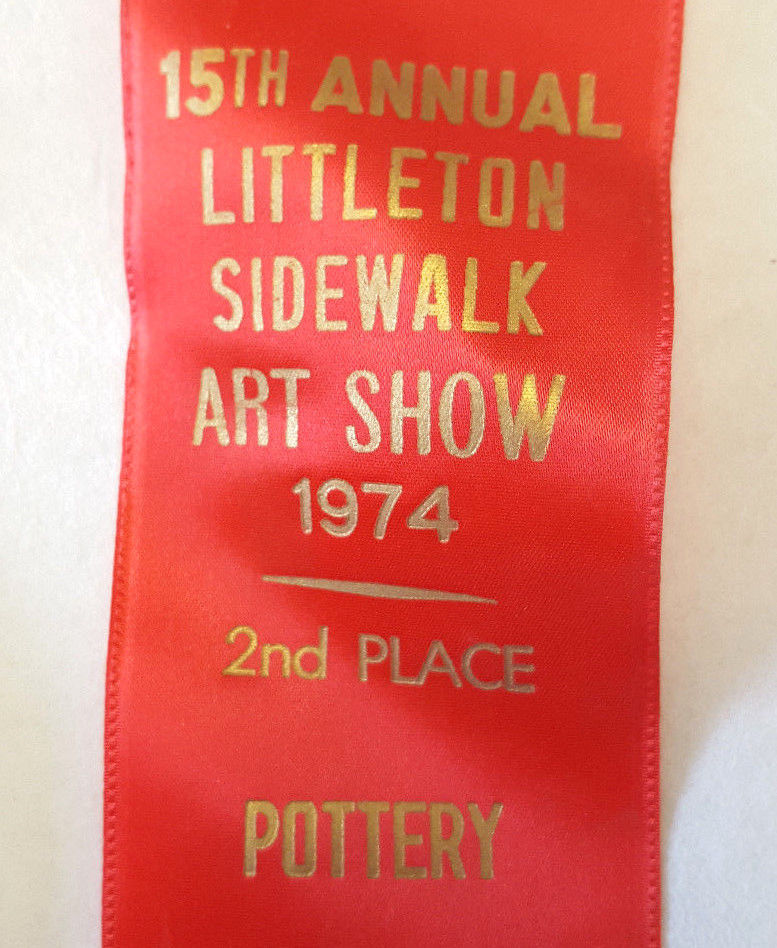 15TH ANNUAL
LITTLETON
SIDEWALK
ART SHOW
1974
2nd PLACE
POTTERY